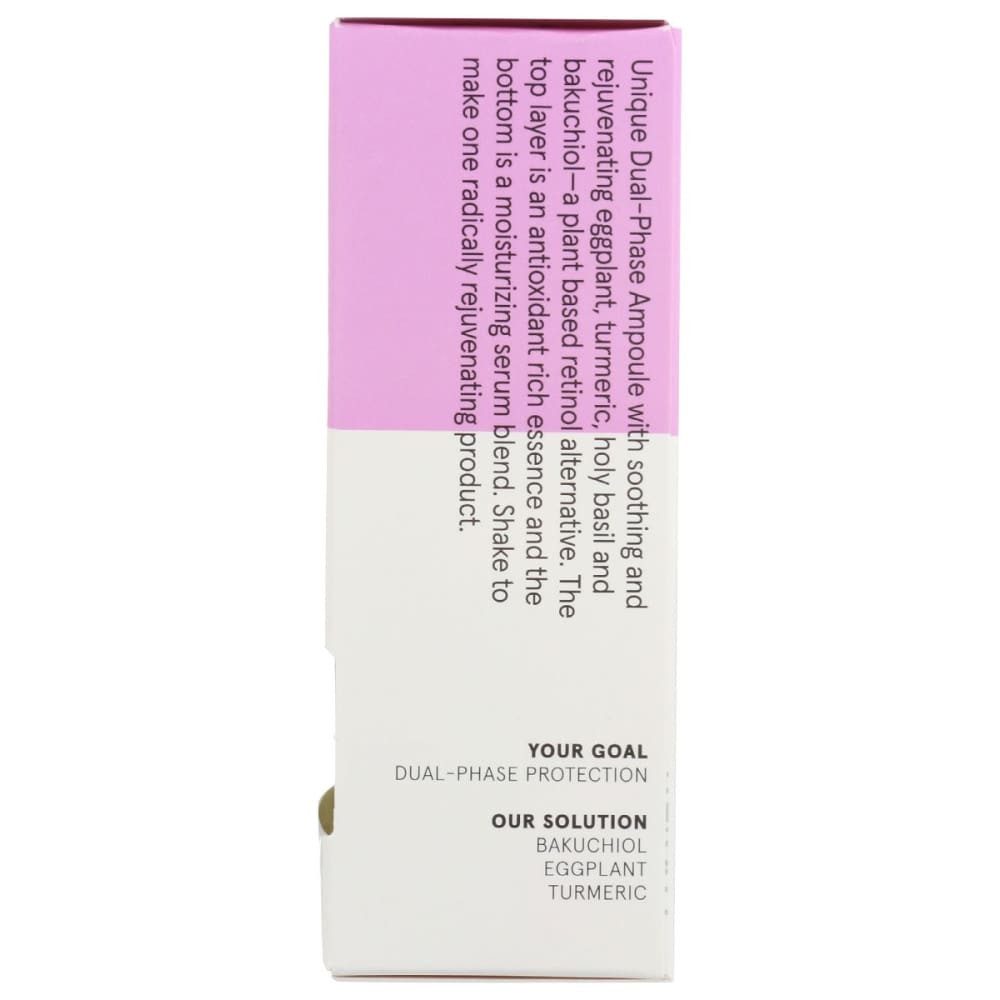 Unique Dual-Phase Ampoule with soothing and
rejuvenating eggplant, turmeric, holy basil and
bakuchiol—a plant based retinol alternative. The
top layer is an antioxidant rich essence and the
bottom is a moisturizing serum blend. Shake to
make one radically rejuvenating product.
YOUR GOAL
DUAL-PHASE PROTECTION
OUR SOLUTION
BAKUCHIOL
EGGPLANT
TURMERIC